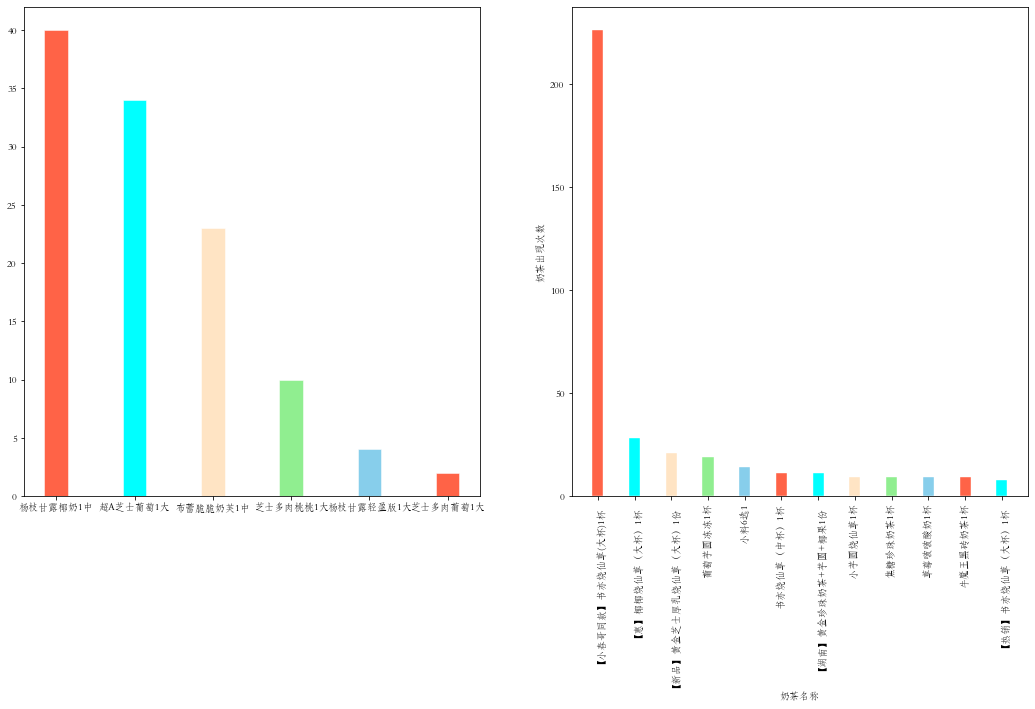 40
35
30
25
20
15
10
5
0
杨枝甘露椰奶1中
超A芝士葡萄1大
布蕾脆脆奶芙1中
芝士多肉桃桃1大
杨枝甘露轻盈版1大
芝士多肉葡萄1大
奶茶出现次数
200
150
100
50
0
【小春哥同款】书亦烧仙草(大杯)1杯
【惠】椰椰烧仙草（大杯）1杯
【新品】黄金芝士厚乳烧仙草（大杯）1份
葡萄芋圆冻冻1杯
小料6选1
书亦烧仙草（中杯）1杯
【湖南】黄金珍珠奶茶+芋圆+椰果1份
小芋圆烧仙草1杯
焦糖珍珠奶茶1杯
草莓啵啵酸奶1杯
牛魔王黑砖奶茶1杯
【热销】书亦烧仙草（大杯）1杯
奶茶名称